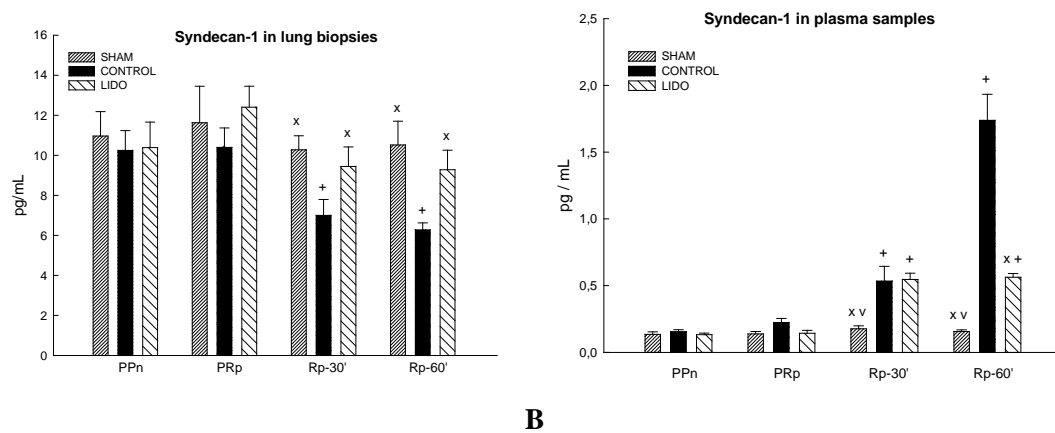 Syndecan-1 in lung biopsies
SHAM
CONTROL
LIDO
pg/mL
16
14
12
10
8
6
4
2
0
x
x
+
x
x
+
PPn
PRp
Rp-30'
Rp-60'
Syndecan-1 in plasma samples
SHAM
CONTROL
LIDO
pg / mL
2,5
2,0
1,5
1,0
0,5
0,0
x v
+
+
x v
+
x +
PPn
PRp
Rp-30'
Rp-60'
B